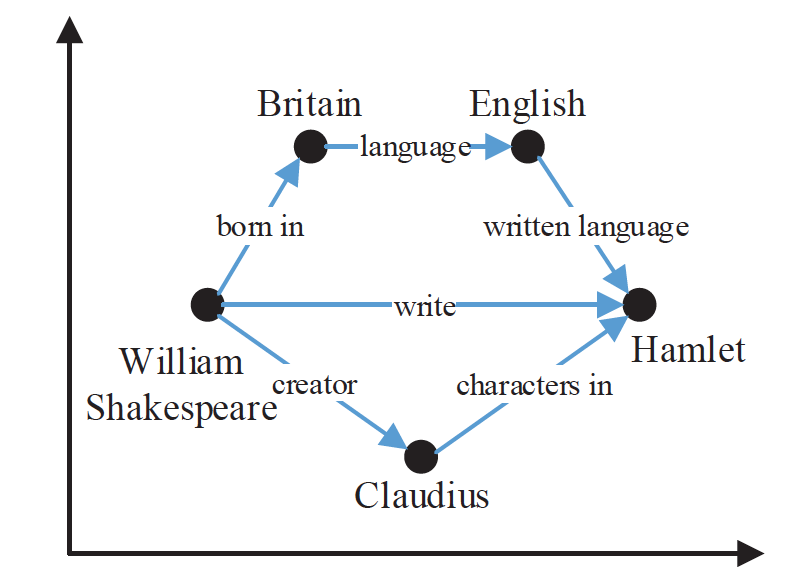 Britain
English
language
born in
written language
write
William
Shakespeare
Hamlet
creator
characters in
Claudius